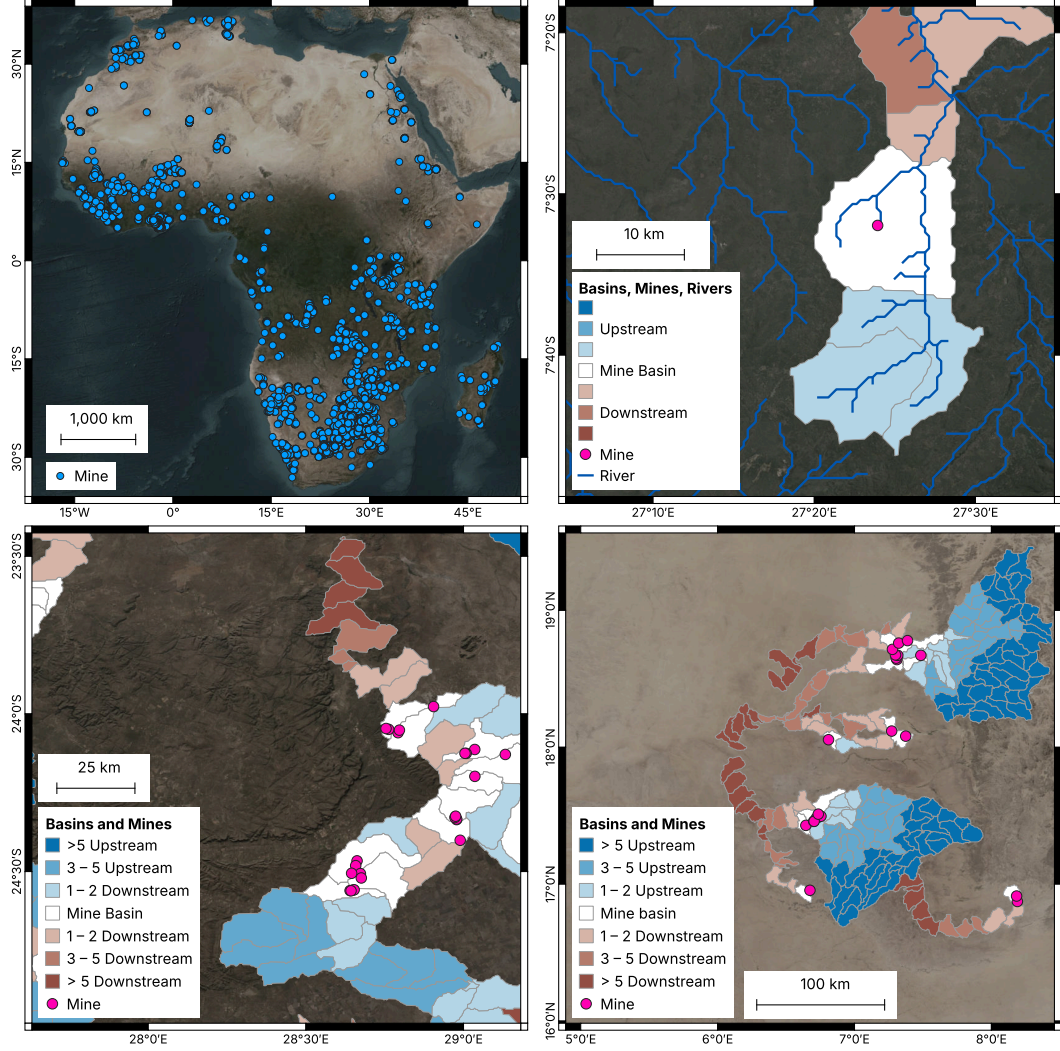 30°N
15°N
0°
15°S
30°S
1,000 km
Mine
15°W
0°
15°E
30°E
45°E
7°20'S
7°30'S
7°40'S
10 km
Basins, Mines, Rivers
Upstream
Mine Basin
Downstream
Mine
River
27°10'E
27°20'E
27°30'E
23°30'S
24°0'S
24°30'S
25 km
Basins and Mines
>5 Upstream
3 – 5 Upstream
1 – 2 Downstream
Mine Basin
1 – 2 Downstream
3 – 5 Downstream
> 5 Downstream
Mine
28°0'E
28°30'E
29°0'E
19°0'N
18°0'N
17°0'N
16°0'N
Basins and Mines
> 5 Upstream
3 – 5 Upstream
1 – 2 Upstream
Mine basin
1 – 2 Downstream
3 – 5 Downstream
> 5 Downstream
Mine
100 km
5°0'E
6°0'E
7°0'E
8°0'E